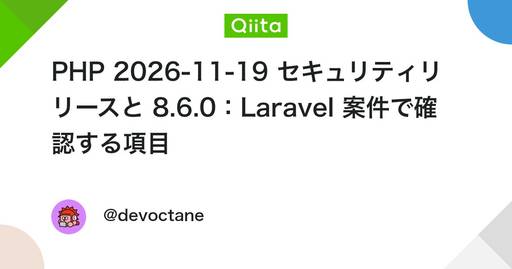 Qiita
PHP 2026-11-19 セキュリティリ
リースと 8.6.0：Laravel 案件で確
認する項目
@devoctane